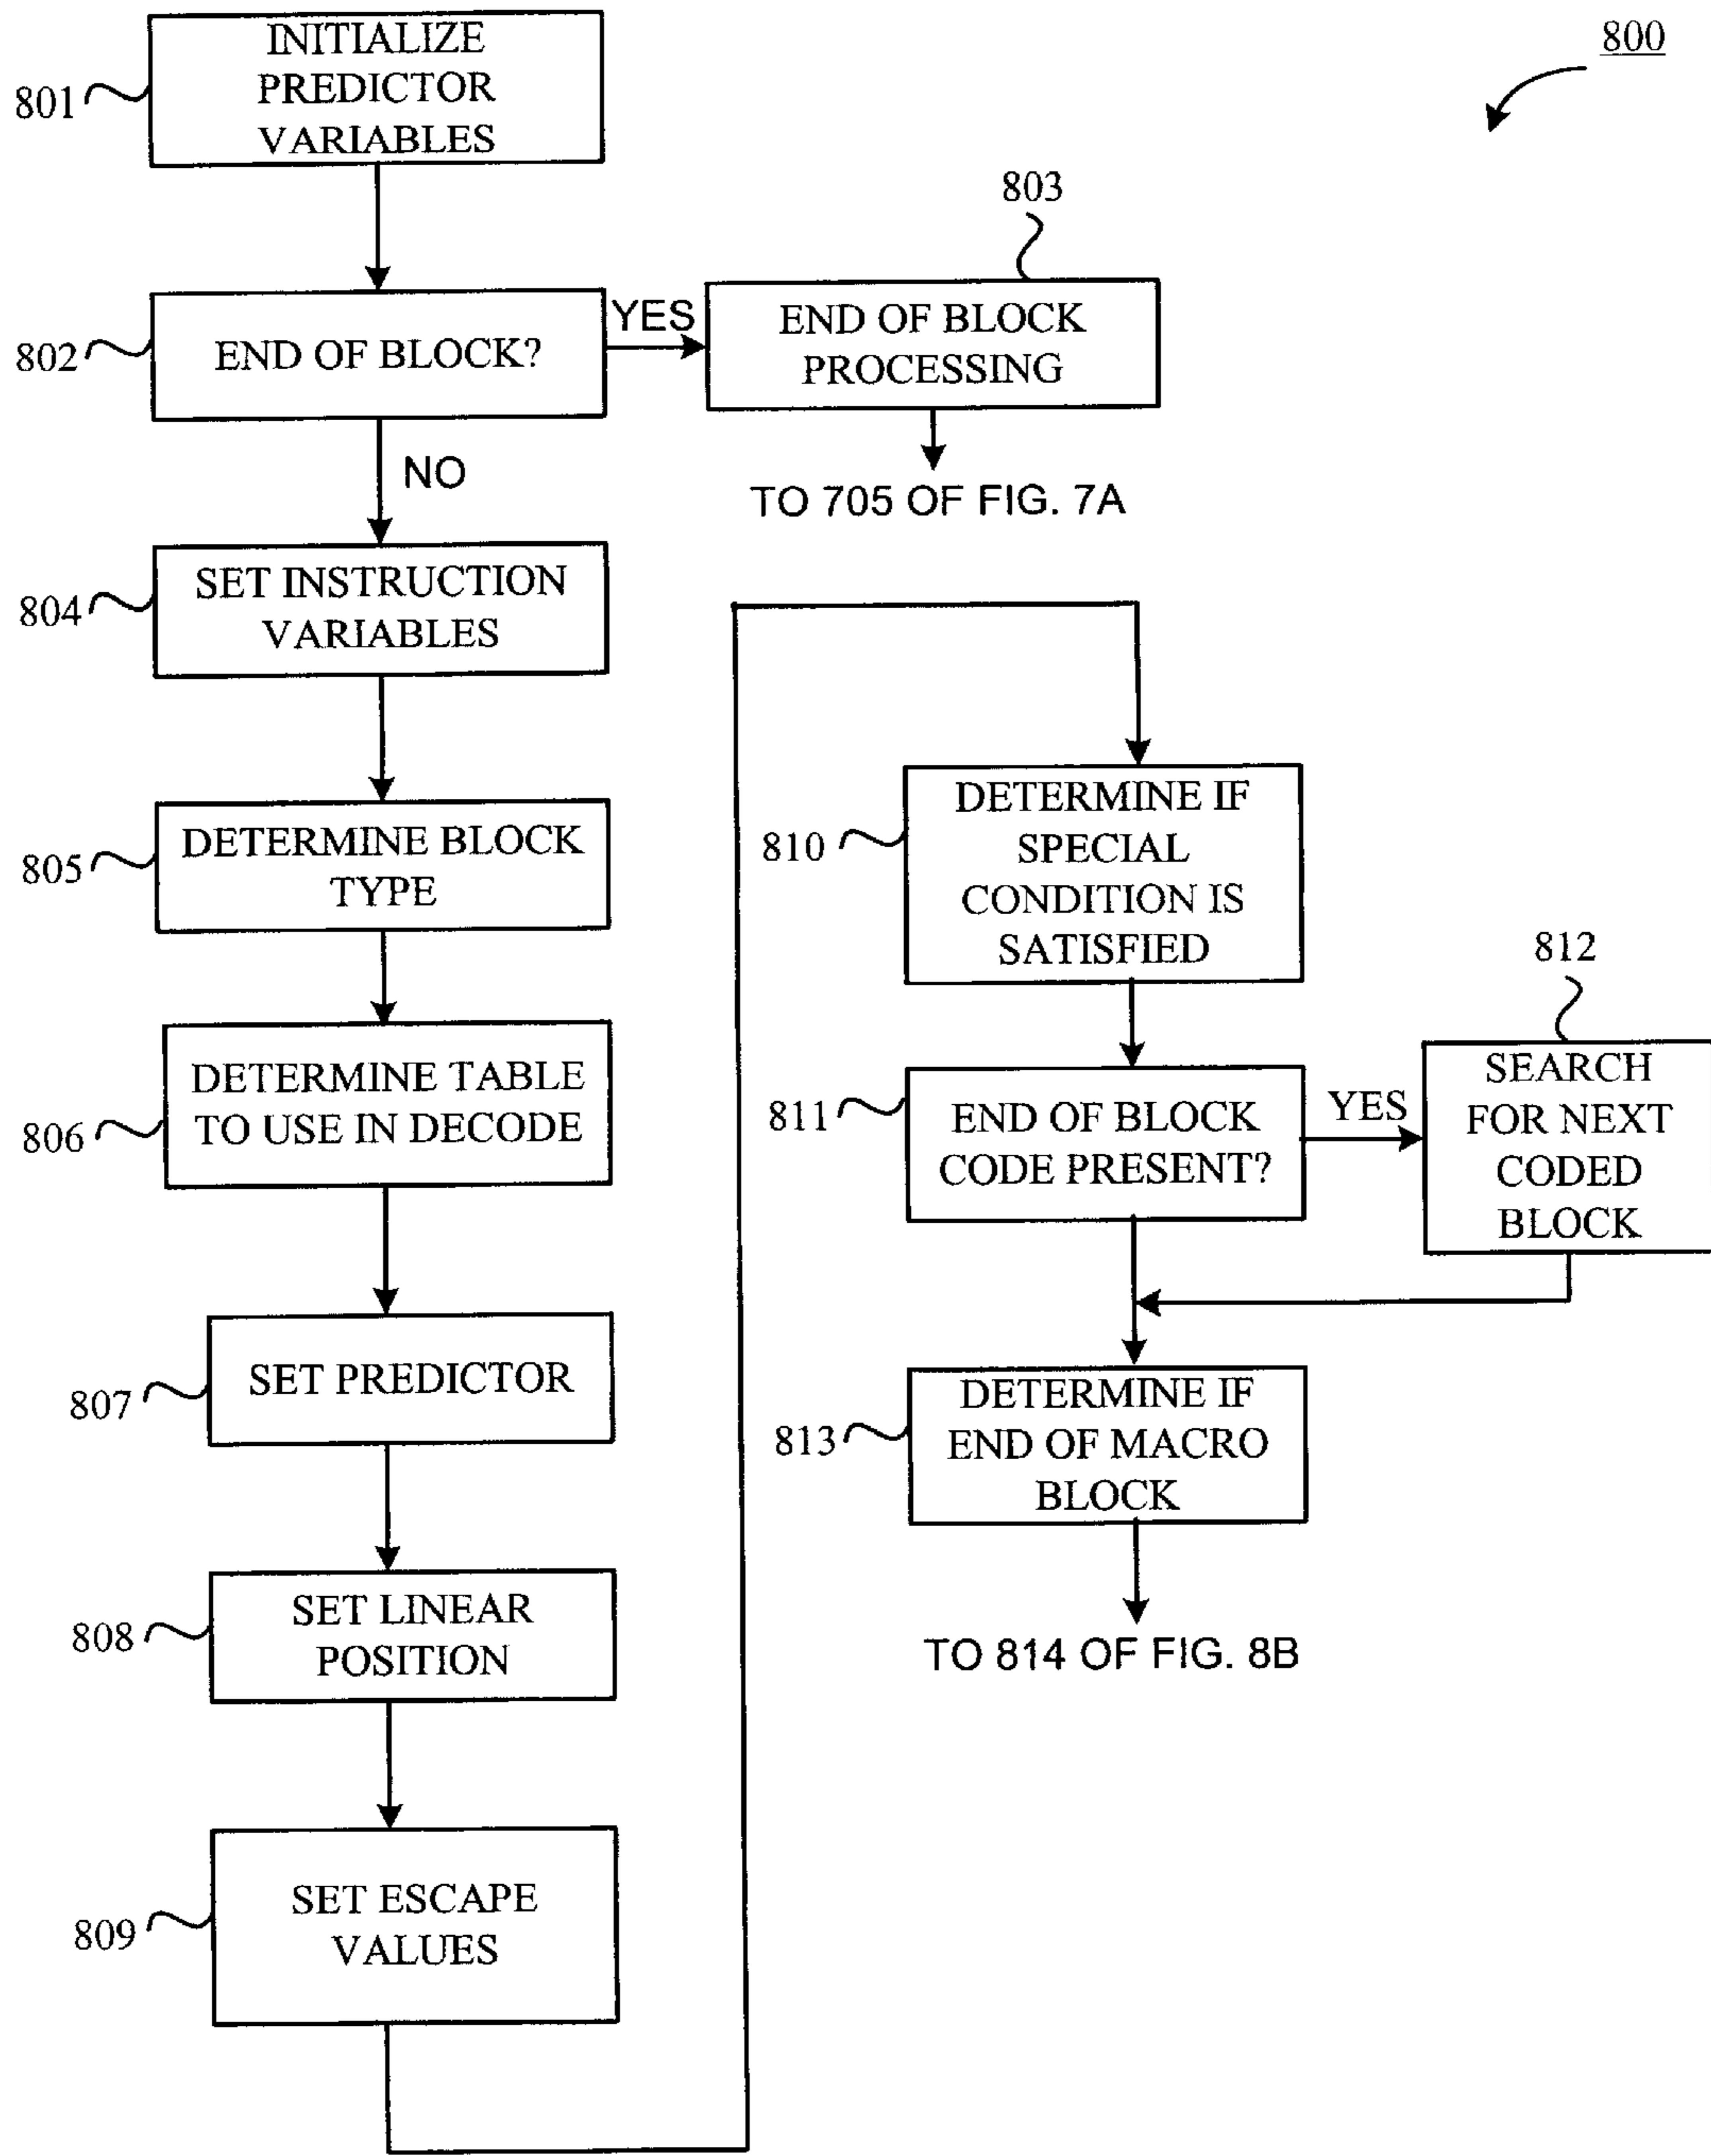 800
801
INITIALIZE
PREDICTOR
VARIABLES
802
END OF BLOCK?
YES
803
END OF BLOCK
PROCESSING
TO 705 OF FIG. 7A
NO
804
SET INSTRUCTION
VARIABLES
805
DETERMINE BLOCK
TYPE
806
DETERMINE TABLE
TO USE IN DECODE
807
SET PREDICTOR
808
SET LINEAR
POSITION
809
SET ESCAPE
VALUES
810
DETERMINE IF
SPECIAL
CONDITION IS
SATISFIED
811
END OF BLOCK
CODE PRESENT?
YES
812
SEARCH
FOR NEXT
CODED
BLOCK
813
DETERMINE IF
END OF MACRO
BLOCK
TO 814 OF FIG. 8B